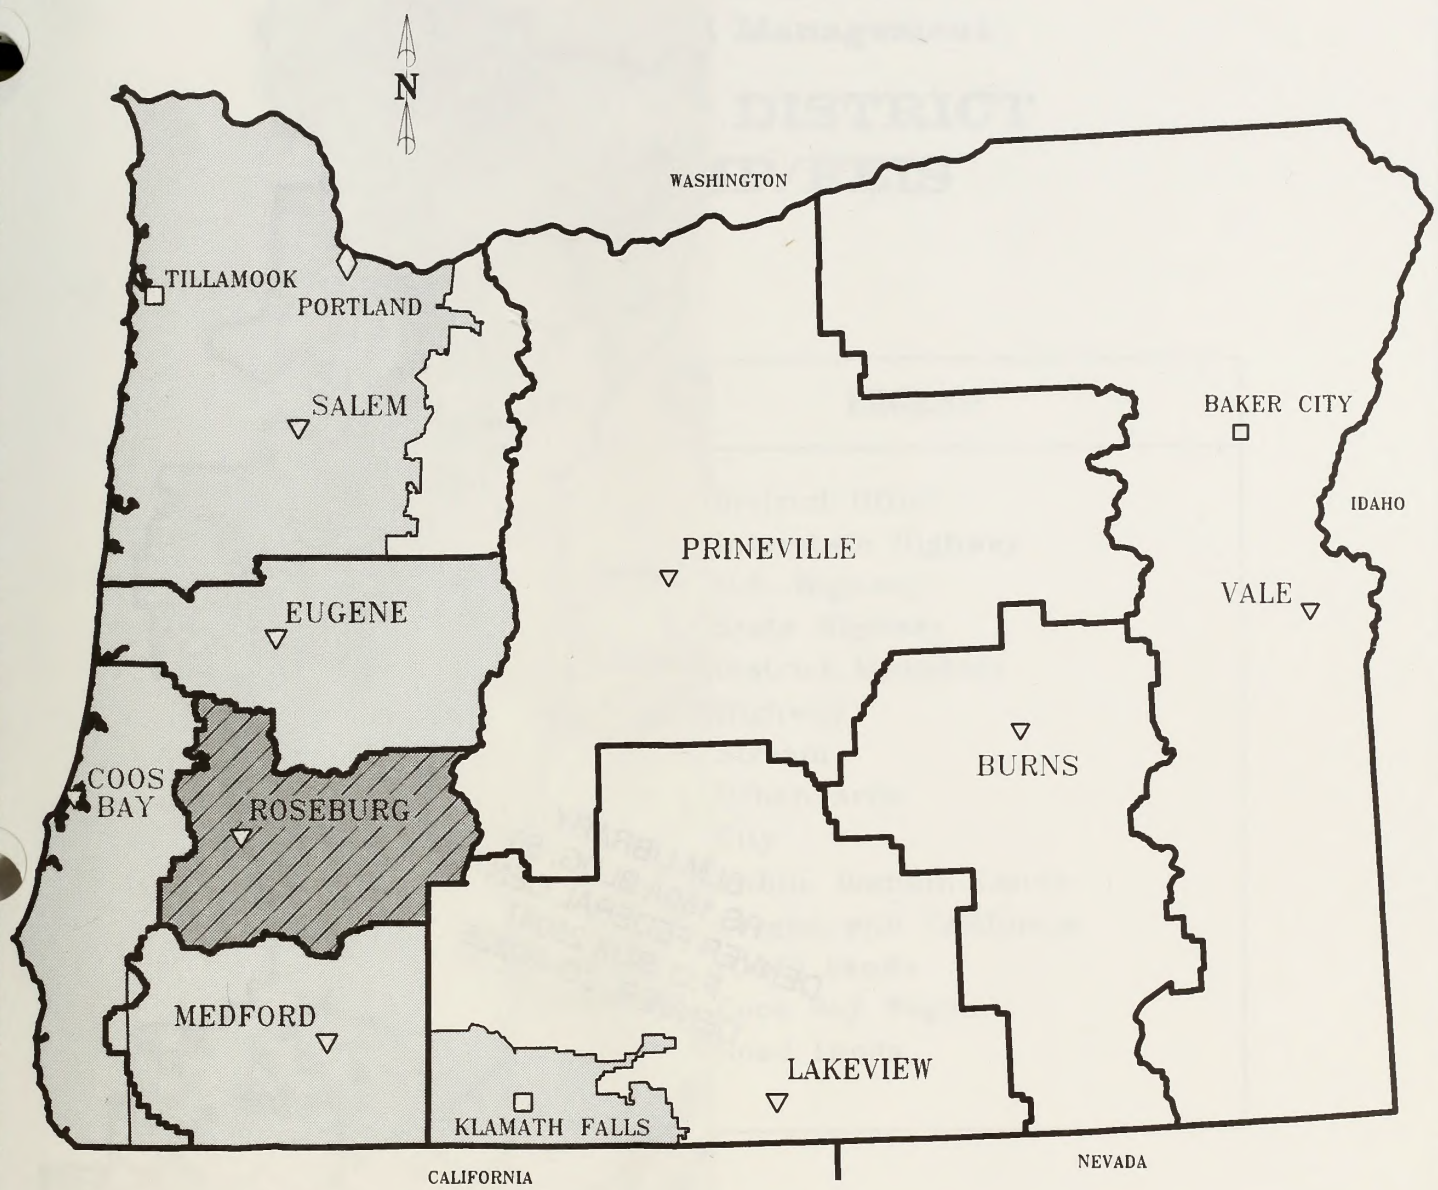 N
WASHINGTON
TILLAMOOK
PORTLAND
SALEM
BAKER CITY
IDAHO
PRINEVILLE
VALE
EUGENE
BURNS
COOS
BAY
ROSEBURG
MEDFORD
LAKEVIEW
KLAMATH FALLS
NEVADA
CALIFORNIA